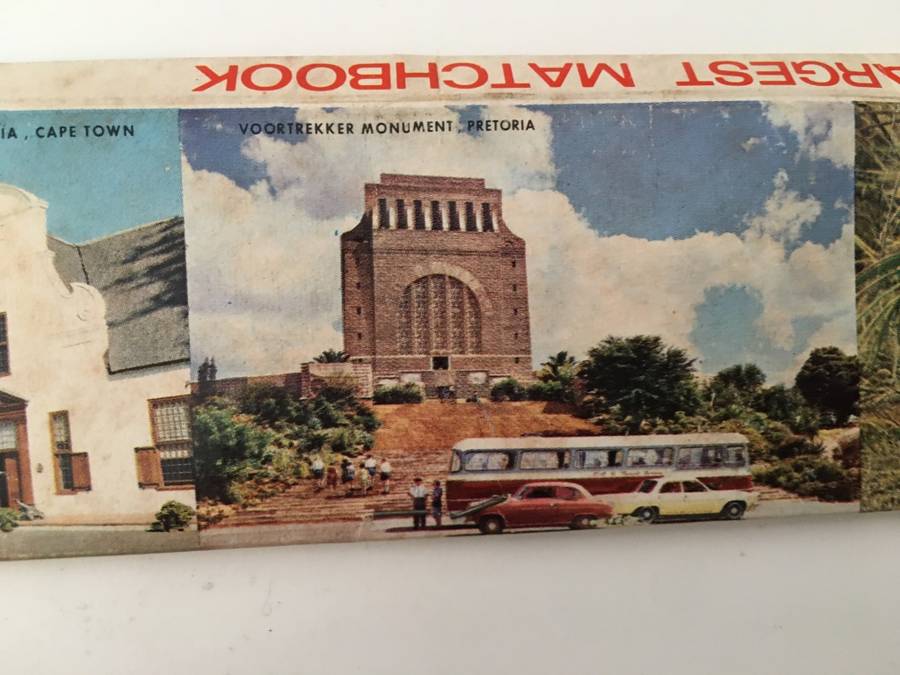 ARGEST MATCHBOOK
IA, CAPE TOWN
VOORTREKKER MONUMENT, PRETORIA